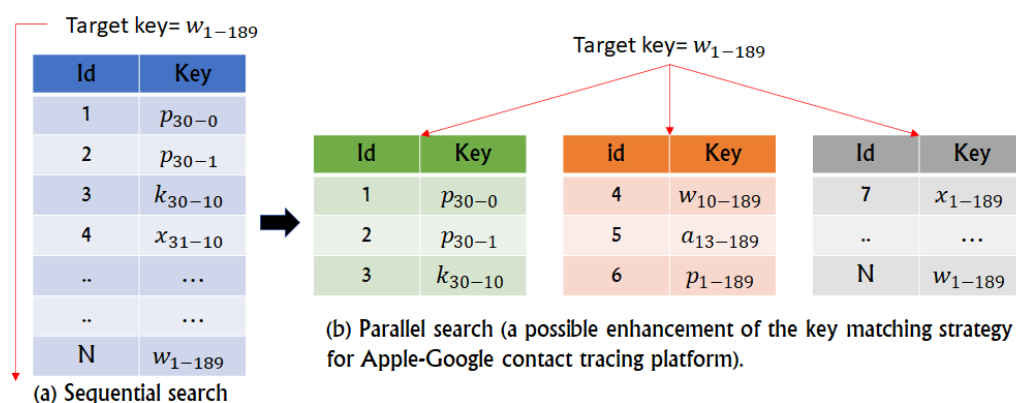 Target key= w₁₋₁₈₉
Id Key
1 p₃₀₋₀
2 p₃₀₋₁
3 k₃₀₋₁₀
4 x₃₁₋₁₀
.. ...
.. ...
N w₁₋₁₈₉
(a) Sequential search
Target key= w₁₋₁₈₉
Id Key
1 p₃₀₋₀
2 p₃₀₋₁
3 k₃₀₋₁₀
id Key
4 w₁₀₋₁₈₉
5 a₁₃₋₁₈₉
6 p₁₋₁₈₉
Id Key
7 x₁₋₁₈₉
.. ...
N w₁₋₁₈₉
(b) Parallel search (a possible enhancement of the key matching strategy
for Apple-Google contact tracing platform).